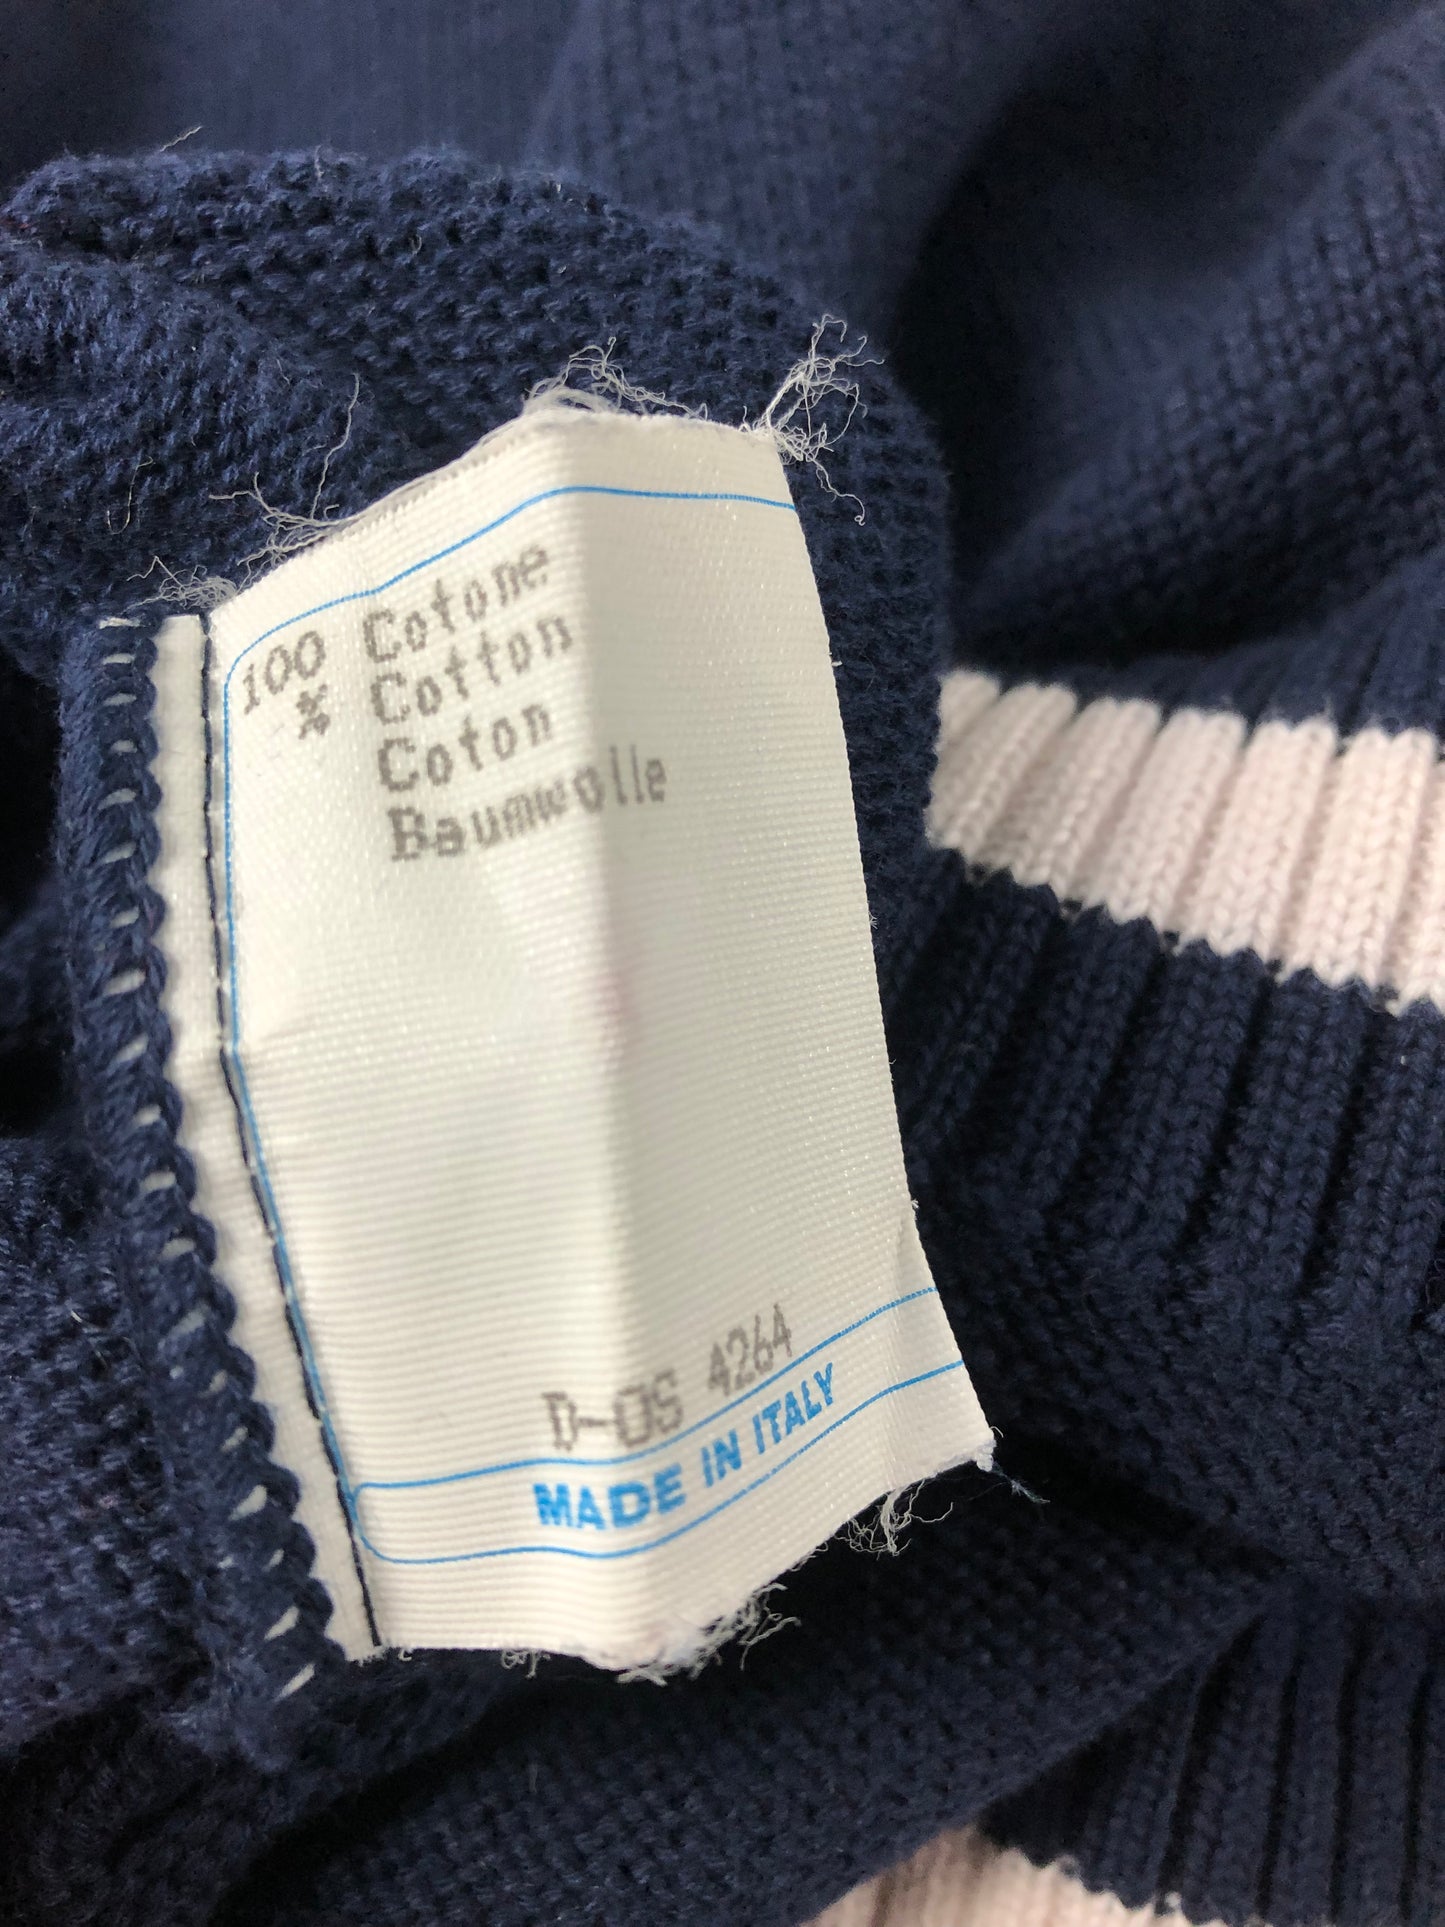 100 Cotone
% Cotton
Coton
Baumwolle
D-OS 4264
MADE IN ITALY